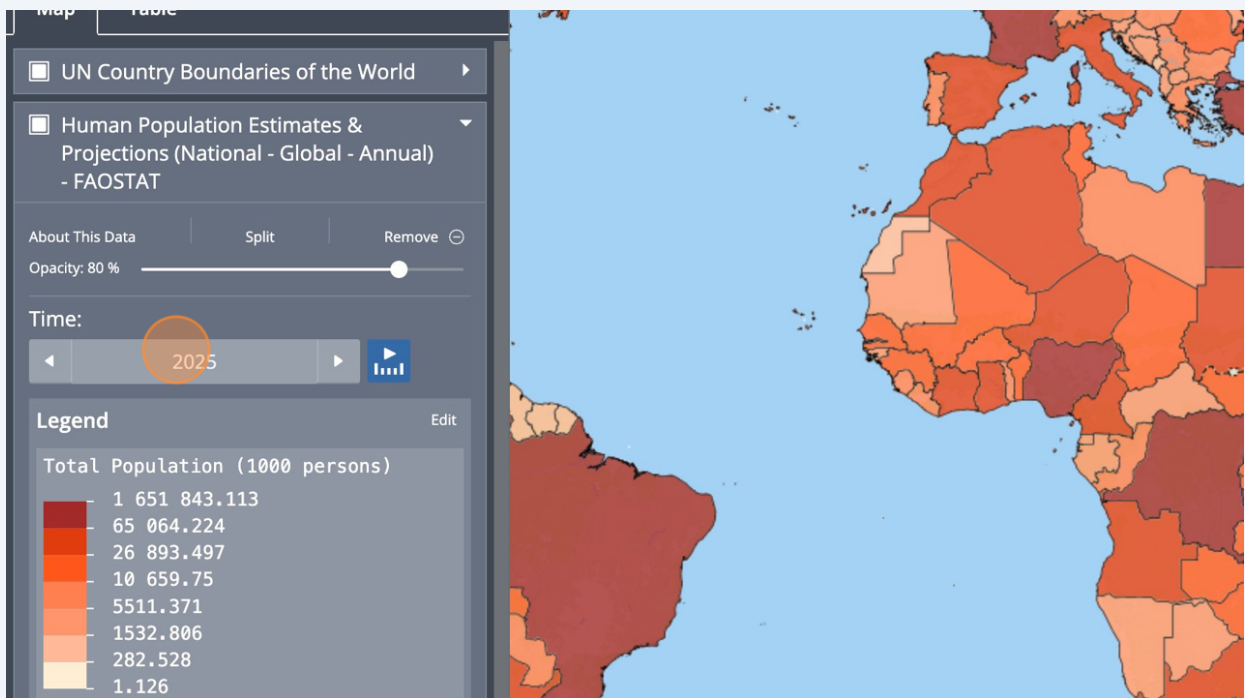 Map Table
UN Country Boundaries of the World
Human Population Estimates &
Projections (National - Global - Annual)
- FAOSTAT
About This Data Split Remove
Opacity: 80 %
Time:
2025
Legend Edit
Total Population (1000 persons)
1 651 843.113
65 064.224
26 893.497
10 659.75
5511.371
1532.806
282.528
1.126